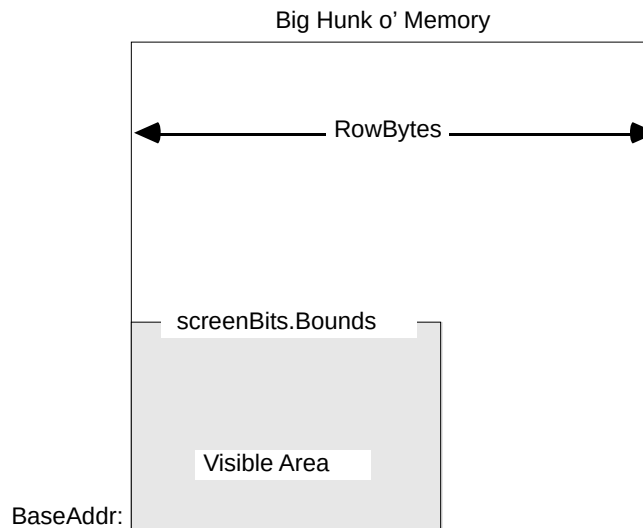 Big Hunk o’ Memory
RowBytes
screenBits.Bounds
Visible Area
BaseAddr: